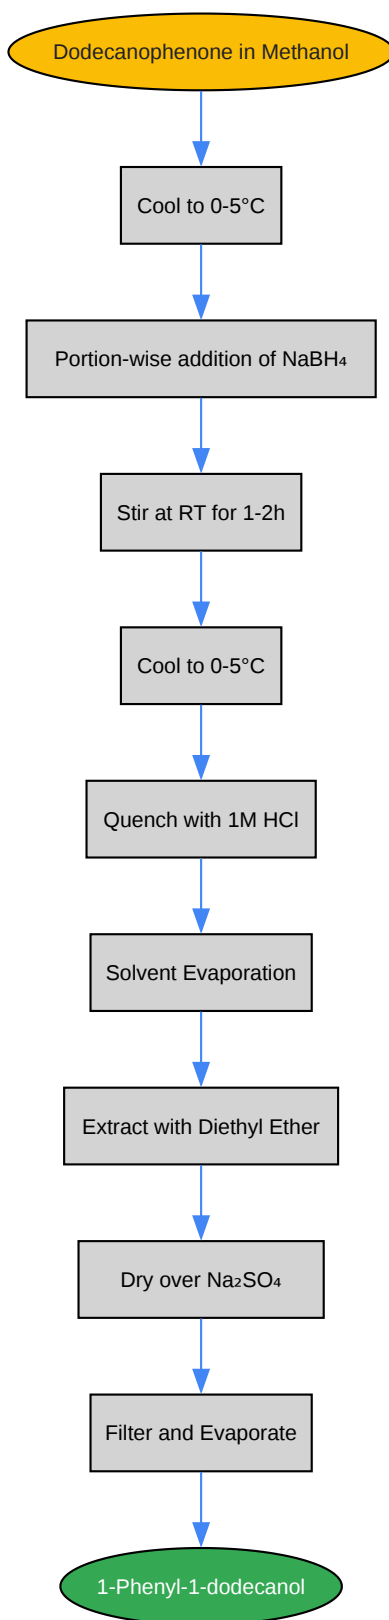 Dodecanophenone in Methanol
Cool to 0-5°C
Portion-wise addition of NaBH₄
Stir at RT for 1-2h
Cool to 0-5°C
Quench with 1M HCl
Solvent Evaporation
Extract with Diethyl Ether
Dry over Na₂SO₄
Filter and Evaporate
1-Phenyl-1-dodecanol